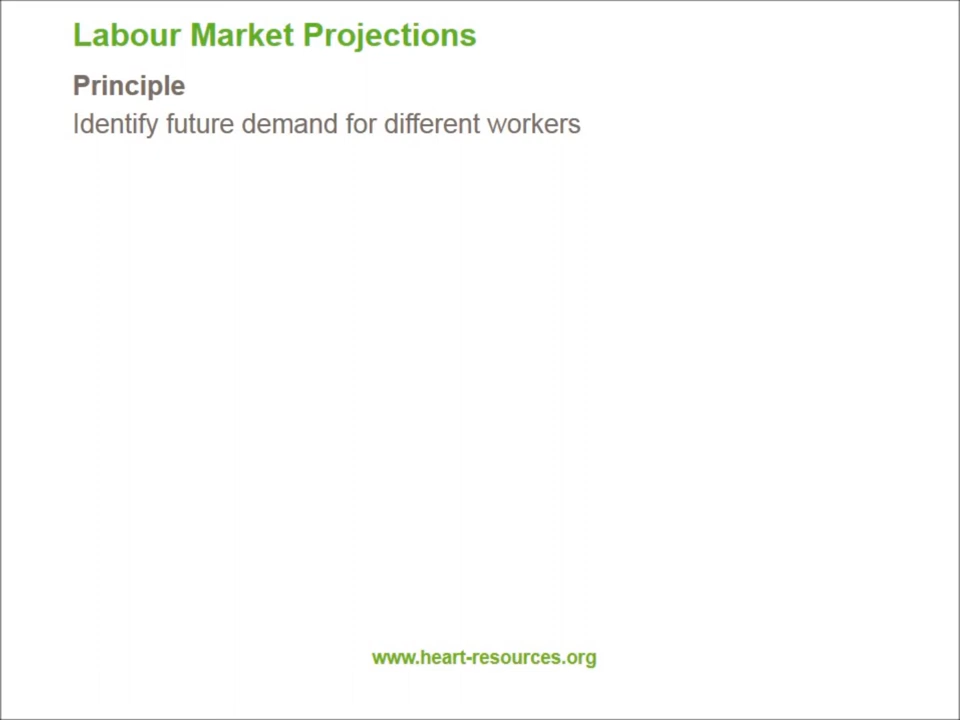 Labour Market Projections
Principle
Identify future demand for different workers
www.heart-resources.org